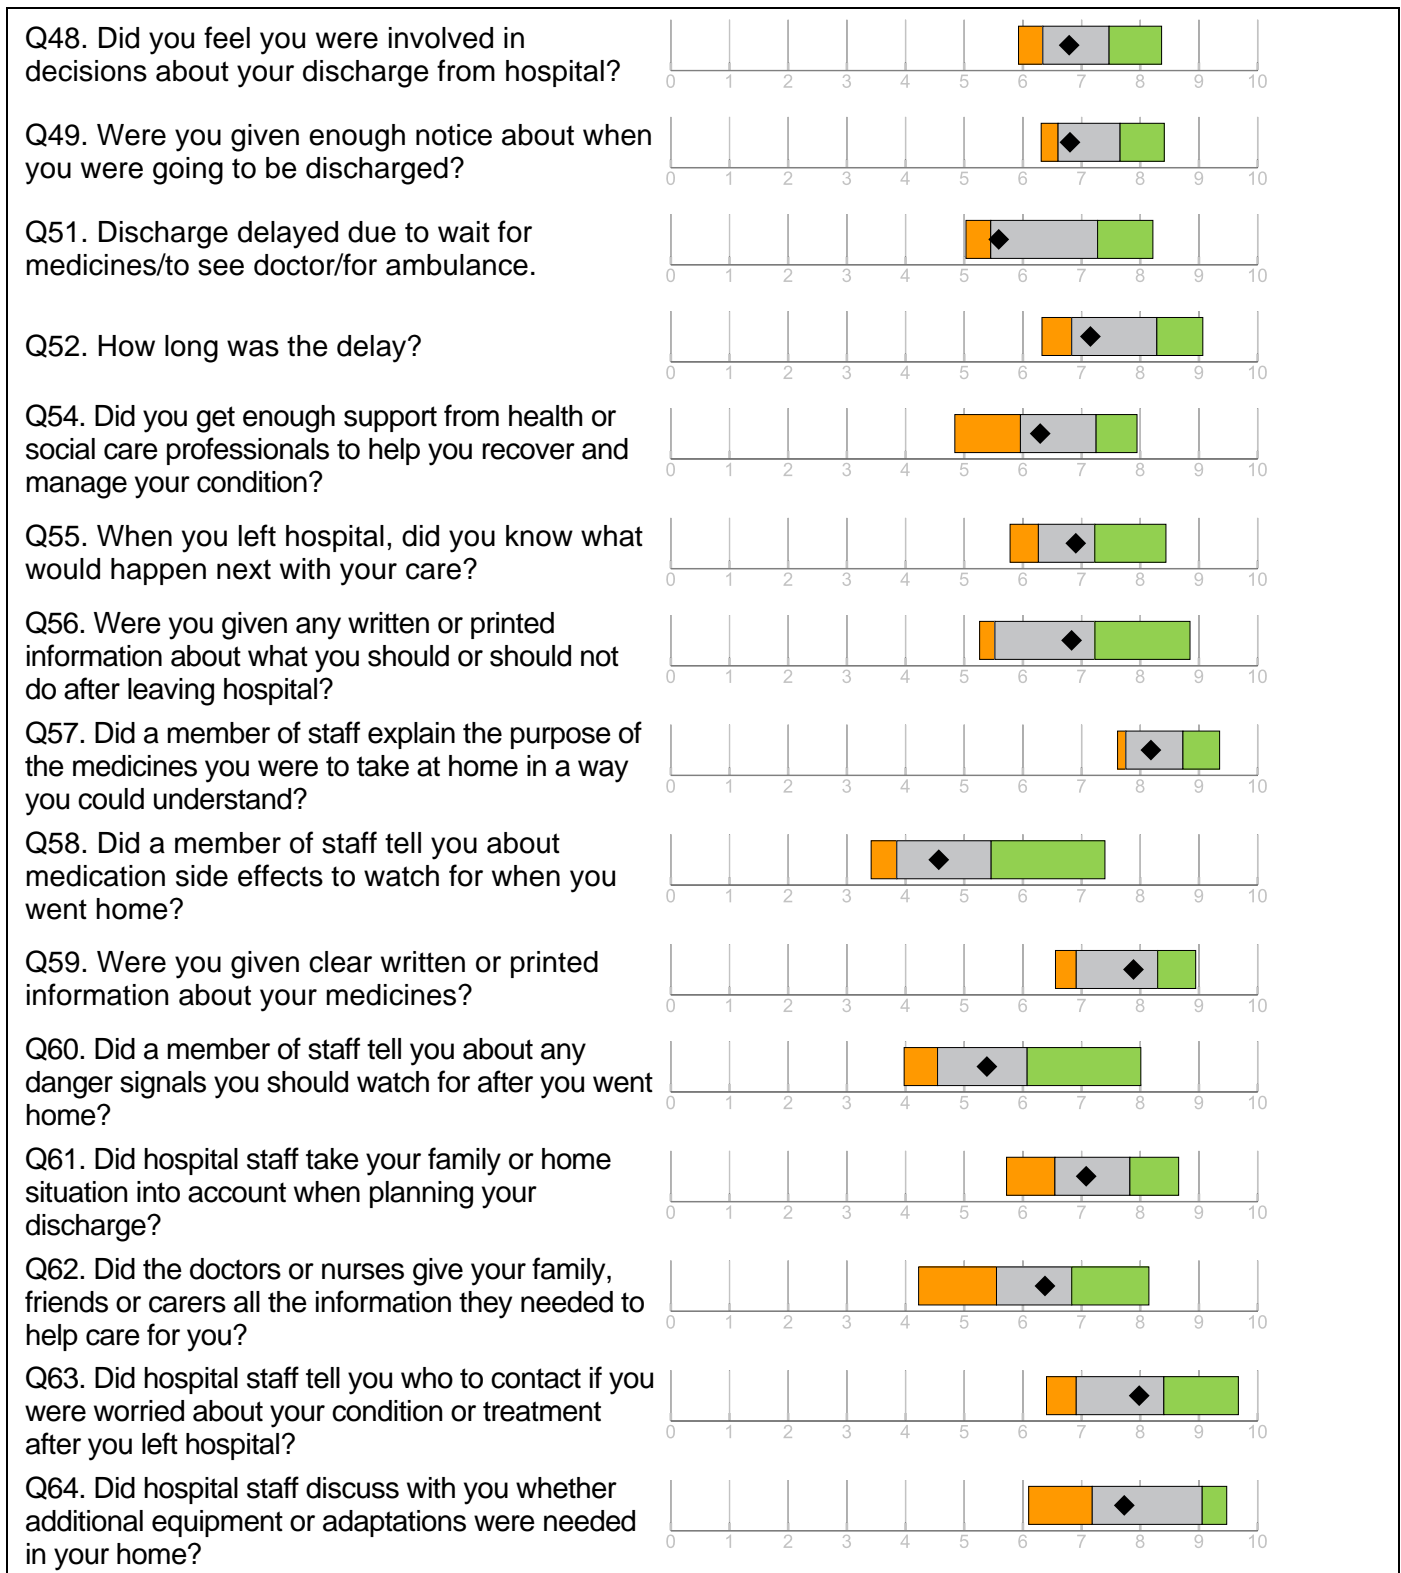 Q48. Did you feel you were involved in
decisions about your discharge from hospital?
0 1 2 3 4 5 6 7 8 9 10
Q49. Were you given enough notice about when
you were going to be discharged?
0 1 2 3 4 5 6 7 8 9 10
Q51. Discharge delayed due to wait for
medicines/to see doctor/for ambulance.
0 1 2 3 4 5 6 7 8 9 10
Q52. How long was the delay?
0 1 2 3 4 5 6 7 8 9 10
Q54. Did you get enough support from health or
social care professionals to help you recover and
manage your condition?
0 1 2 3 4 5 6 7 8 9 10
Q55. When you left hospital, did you know what
would happen next with your care?
0 1 2 3 4 5 6 7 8 9 10
Q56. Were you given any written or printed
information about what you should or should not
do after leaving hospital?
0 1 2 3 4 5 6 7 8 9 10
Q57. Did a member of staff explain the purpose of
the medicines you were to take at home in a way
you could understand?
0 1 2 3 4 5 6 7 8 9 10
Q58. Did a member of staff tell you about
medication side effects to watch for when you
went home?
0 1 2 3 4 5 6 7 8 9 10
Q59. Were you given clear written or printed
information about your medicines?
0 1 2 3 4 5 6 7 8 9 10
Q60. Did a member of staff tell you about any
danger signals you should watch for after you went
home?
0 1 2 3 4 5 6 7 8 9 10
Q61. Did hospital staff take your family or home
situation into account when planning your
discharge?
0 1 2 3 4 5 6 7 8 9 10
Q62. Did the doctors or nurses give your family,
friends or carers all the information they needed to
help care for you?
0 1 2 3 4 5 6 7 8 9 10
Q63. Did hospital staff tell you who to contact if you
were worried about your condition or treatment
after you left hospital?
0 1 2 3 4 5 6 7 8 9 10
Q64. Did hospital staff discuss with you whether
additional equipment or adaptations were needed
in your home?
0 1 2 3 4 5 6 7 8 9 10